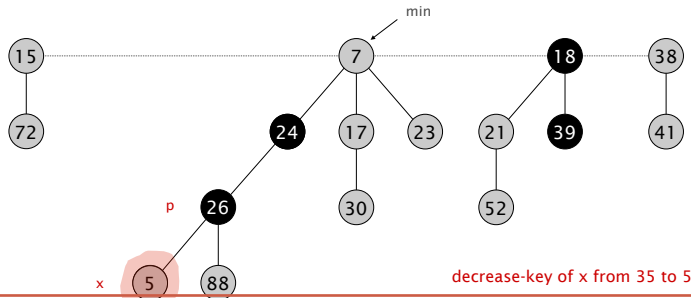 min
15 7 18 38
72 24 17 23 21 39 41
p 26 30 52
x 5 88 decrease-key of x from 35 to 5